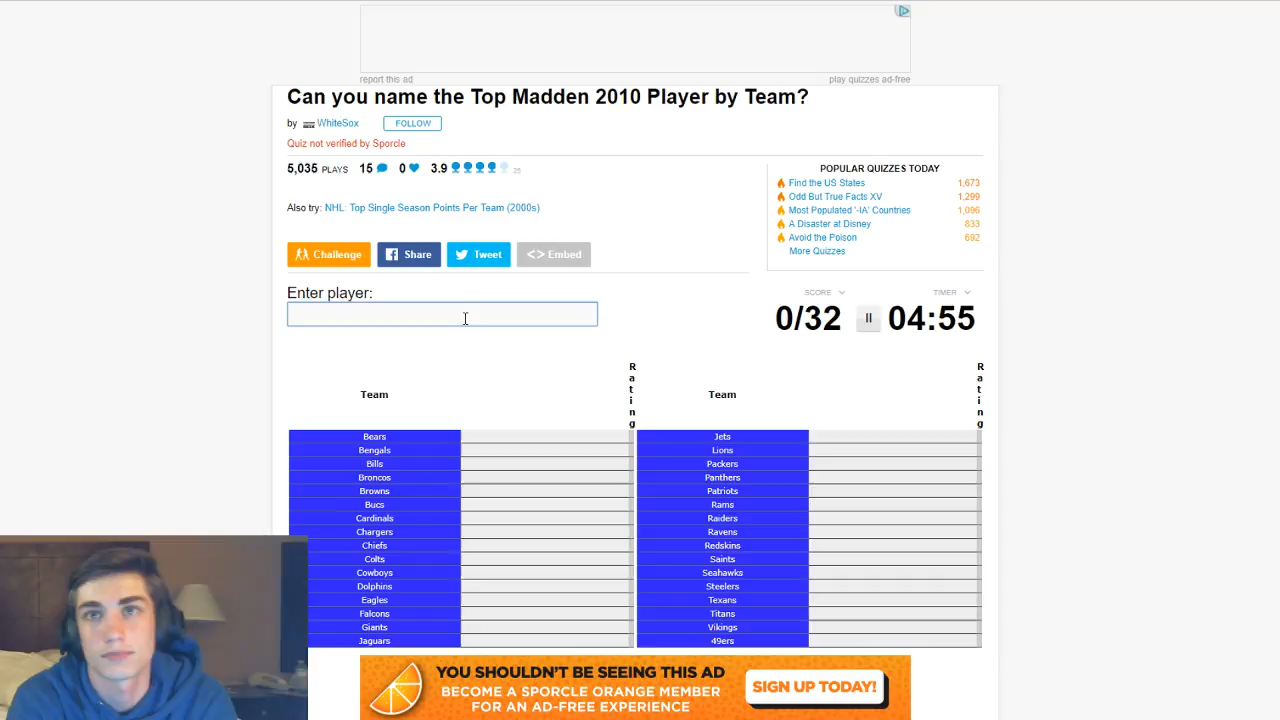 report this ad
play quizzes ad-free
Can you name the Top Madden 2010 Player by Team?
by WhiteSox FOLLOW
Quiz not verified by Sporcle
5,035 PLAYS 15 0 3.9 25
Also try: NHL: Top Single Season Points Per Team (2000s)
Challenge Share Tweet <> Embed
POPULAR QUIZZES TODAY
Find the US States 1,673
Odd But True Facts XV 1,299
Most Populated '-IA' Countries 1,096
A Disaster at Disney 833
Avoid the Poison 692
More Quizzes
Enter player:
SCORE TIMER
0/32 04:55
Team Rating Team Rating
Bears Jets
Bengals Lions
Bills Packers
Broncos Panthers
Browns Patriots
Bucs Rams
Cardinals Raiders
Chargers Ravens
Chiefs Redskins
Colts Saints
Cowboys Seahawks
Dolphins Steelers
Eagles Texans
Falcons Titans
Giants Vikings
Jaguars 49ers
YOU SHOULDN'T BE SEEING THIS AD
BECOME A SPORCLE ORANGE MEMBER
FOR AN AD-FREE EXPERIENCE
SIGN UP TODAY!